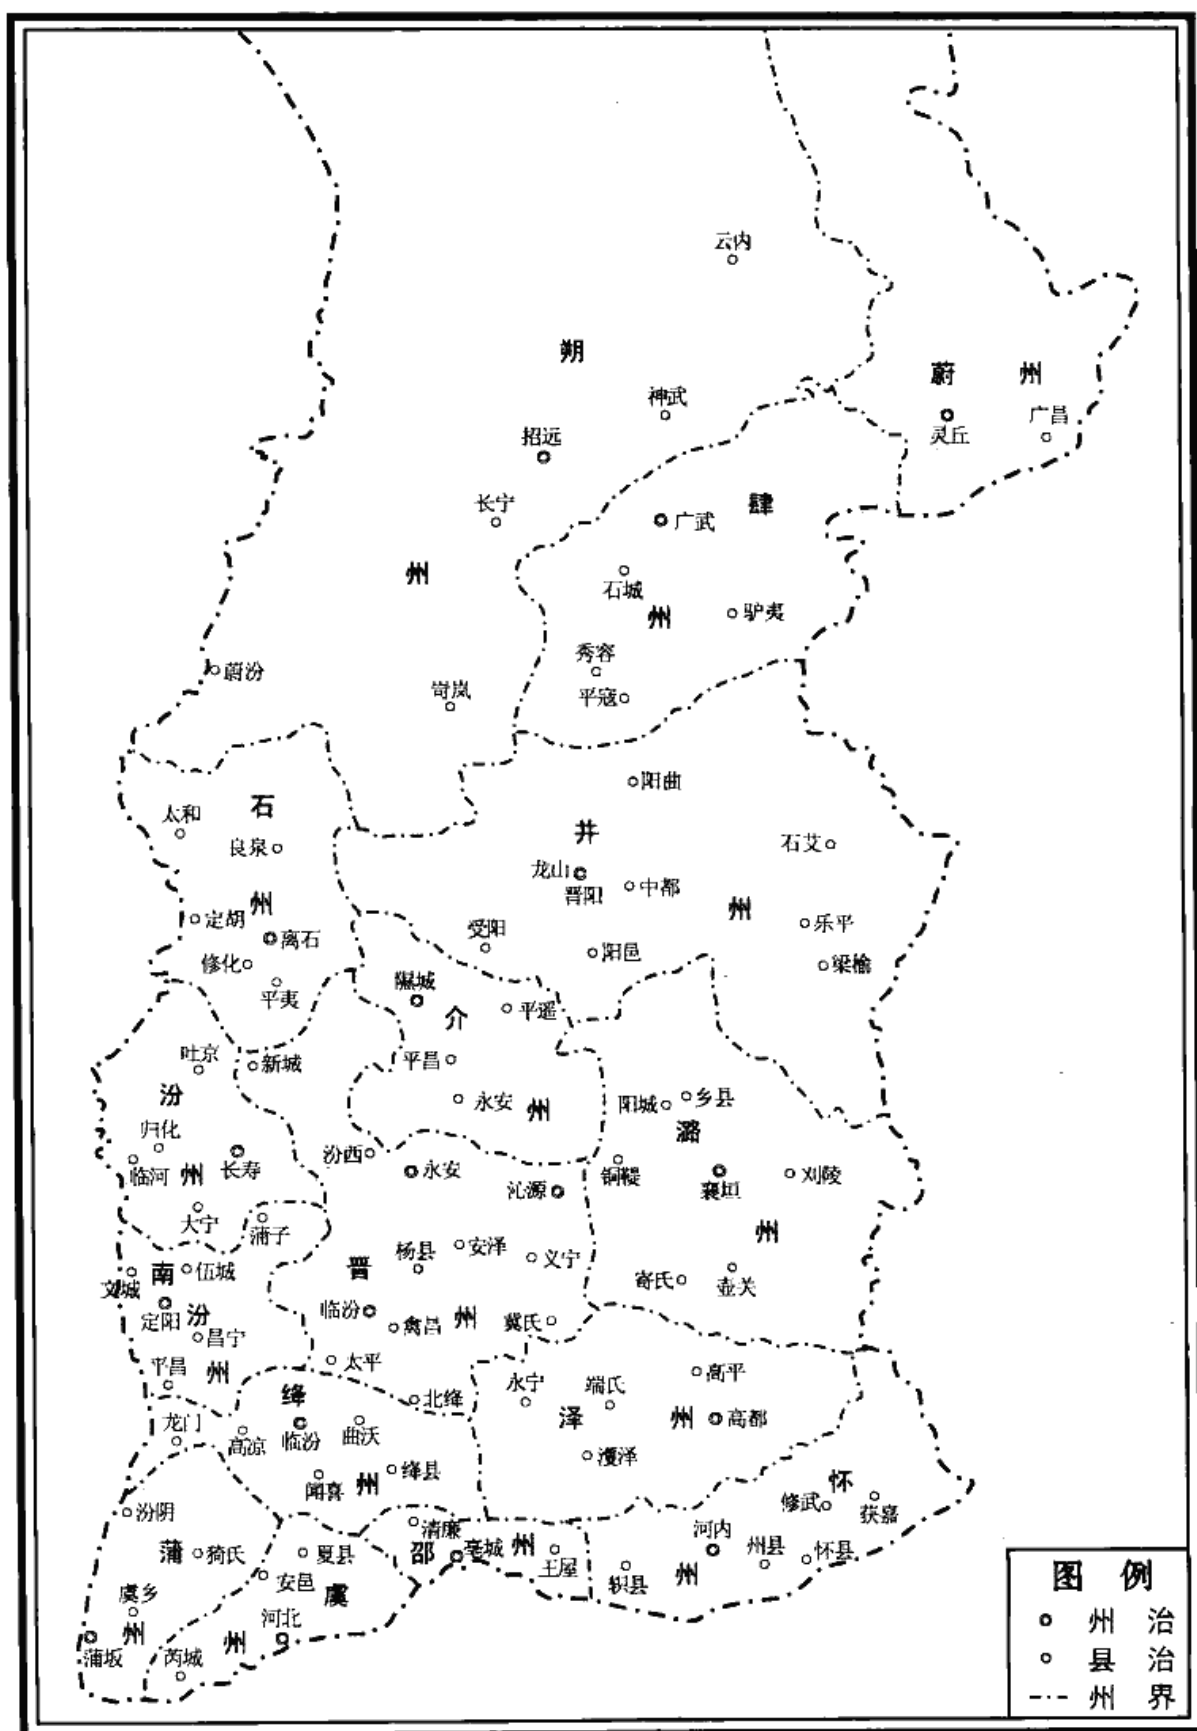 云内
朔
蔚 州
神武
灵丘
广昌
招远
长宁
肆
广武
州
石城
州
驴夷
秀容
蔚汾
岢岚
平寇
阳曲
石
太和
良泉
并
石艾
龙山
晋阳
中都
州
州
定胡
乐平
受阳
离石
修化
阳邑
梁榆
平夷
隰城
介
平遥
吐京
新城
平昌
汾
永安
州
阳城
乡县
潞
归化
临河
州
长寿
汾西
永安
沁源
铜鞮
襄垣
刈陵
大宁
蒲子
州
杨县
安泽
义宁
文城
南
伍城
晋
寄氏
壶关
定阳
汾
临汾
禽昌
州
冀氏
昌宁
平昌
州
太平
高平
绛
北绛
永宁
端氏
泽
州
高都
龙门
高凉
临汾
曲沃
濩泽
闻喜
州
绛县
怀
修武
获嘉
汾阴
清廉
河内
蒲
猗氏
夏县
邵
亳城
州
王屋
州县
怀县
安邑
轵县
州
虞
虞乡
河北
州
州
蒲坂
芮城
图 例
州 治
县 治
州 界